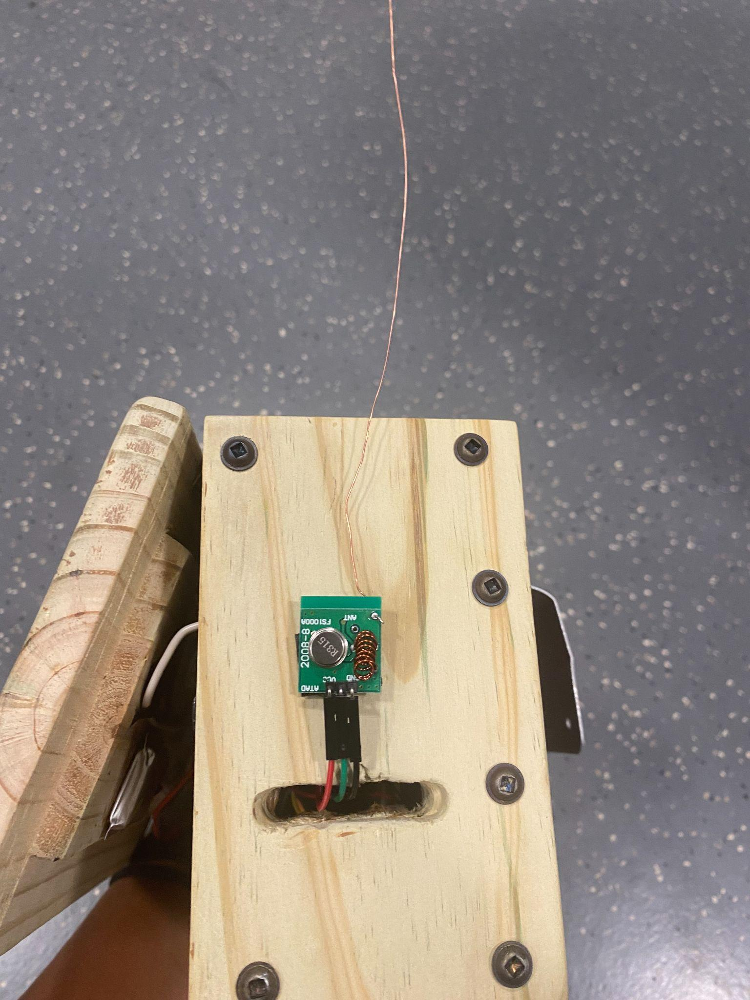 ANT
FS1000A
2008-8
R315
GND
VCC
ATAD